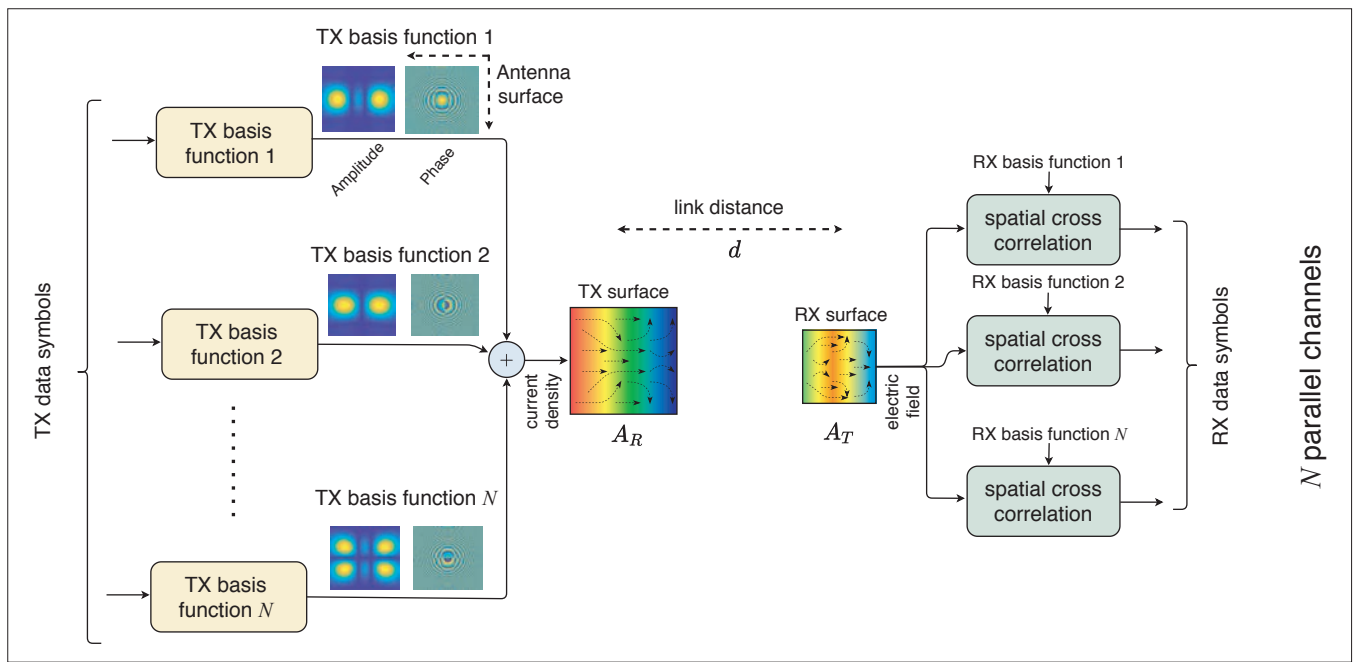 TX basis function 1
Antenna
surface
TX basis
function 1
Amplitude
Phase
RX basis function 1
spatial cross
correlation
link distance
d
TX basis function 2
TX data symbols
TX basis
function 2
+
current
density
TX surface
A_R
RX surface
A_T
electric
field
RX basis function 2
spatial cross
correlation
RX data symbols
N parallel channels
TX basis function N
RX basis function N
spatial cross
correlation
TX basis
function N